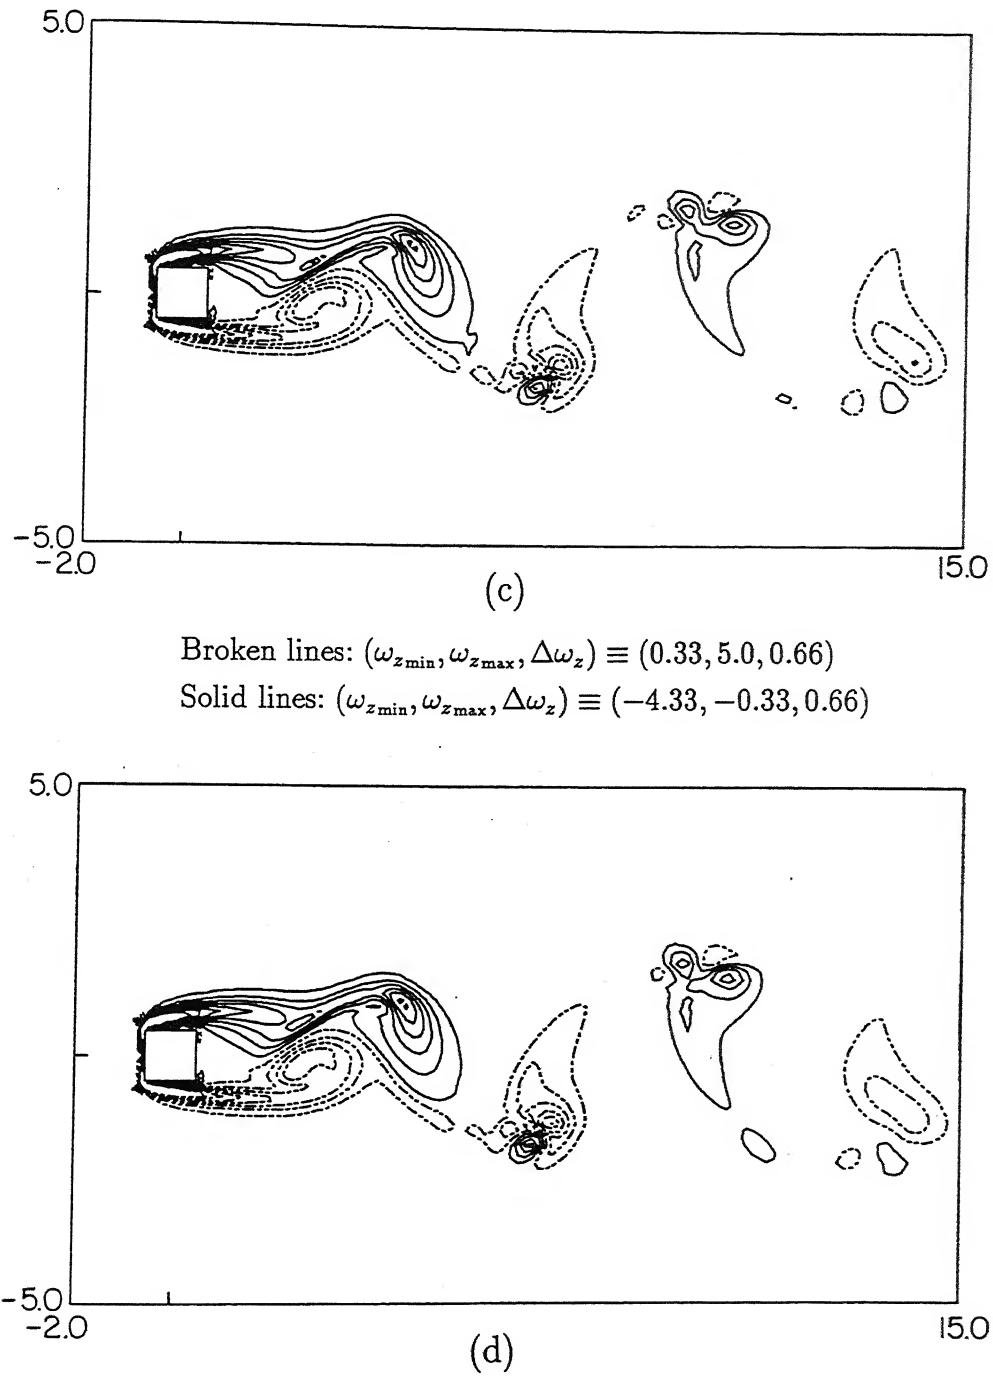 5.0
-5.0
-2.0 15.0
(c)
Broken lines: (ω_{z_min}, ω_{z_max}, Δω_z) ≡ (0.33, 5.0, 0.66)
Solid lines: (ω_{z_min}, ω_{z_max}, Δω_z) ≡ (−4.33, −0.33, 0.66)
5.0
-5.0
-2.0 15.0
(d)